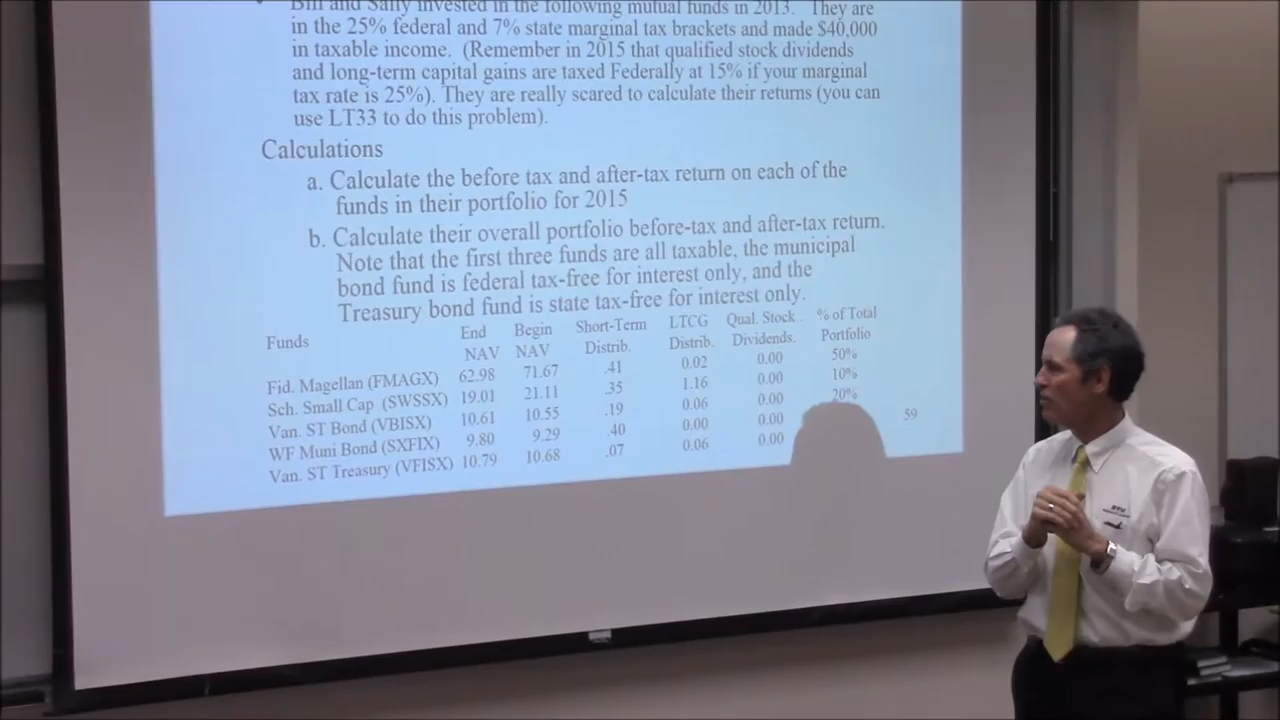 Bill and Sally invested in the following mutual funds in 2013. They are
in the 25% federal and 7% state marginal tax brackets and made $40,000
in taxable income. (Remember in 2015 that qualified stock dividends
and long-term capital gains are taxed Federally at 15% if your marginal
tax rate is 25%). They are really scared to calculate their returns (you can
use LT33 to do this problem).
Calculations
a. Calculate the before tax and after-tax return on each of the
funds in their portfolio for 2015
b. Calculate their overall portfolio before-tax and after-tax return.
Note that the first three funds are all taxable, the municipal
bond fund is federal tax-free for interest only, and the
Treasury bond fund is state tax-free for interest only.
Funds End Begin Short-Term LTCG Qual. Stock % of Total
NAV NAV Distrib. Distrib. Dividends. Portfolio
Fid. Magellan (FMAGX) 62.98 71.67 .41 0.02 0.00 50%
Sch. Small Cap (SWSSX) 19.01 21.11 .35 1.16 0.00 10%
Van. ST Bond (VBISX) 10.61 10.55 .19 0.06 0.00 20%
WF Muni Bond (SXFIX) 9.80 9.29 .40 0.00 0.00
Van. ST Treasury (VFISX) 10.79 10.68 .07 0.06 0.00
59